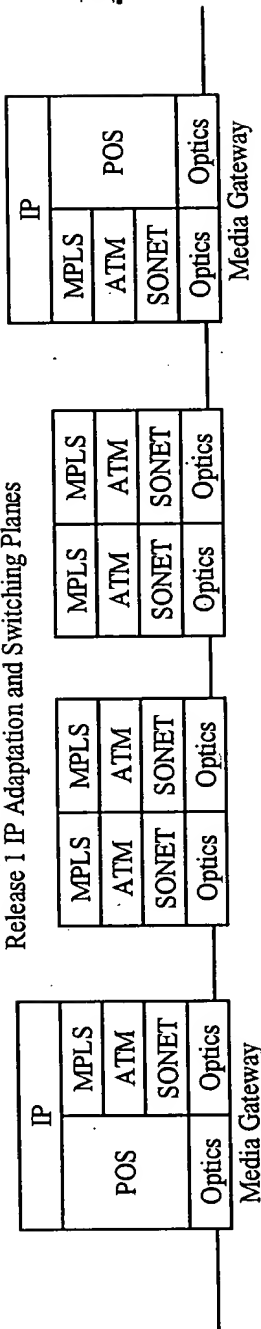 Release 1 IP Adaptation and Switching Planes
IP
POS
MPLS
ATM
SONET
Optics
Optics
Media Gateway
MPLS
MPLS
ATM
ATM
SONET
SONET
Optics
Optics
MPLS
MPLS
ATM
ATM
SONET
SONET
Optics
Optics
IP
MPLS
POS
ATM
SONET
Optics
Optics
Media Gateway